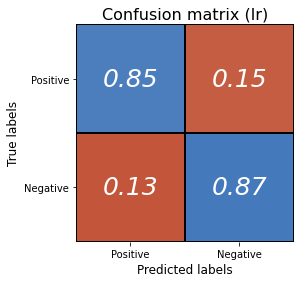 Confusion matrix (lr)
True labels
Positive
0.85 0.15
Negative
0.13 0.87
Positive Negative
Predicted labels